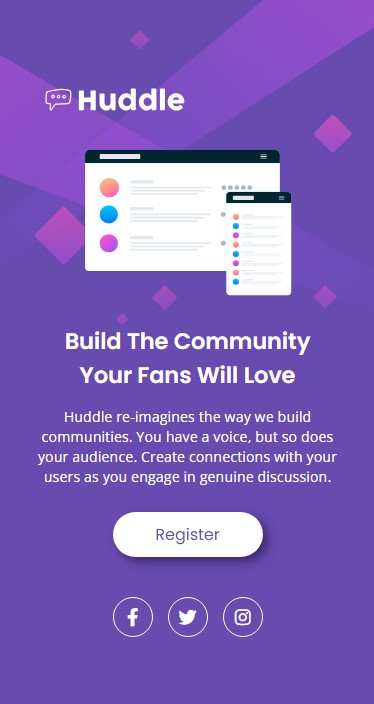 Huddle
Build The Community
Your Fans Will Love
Huddle re-imagines the way we build
communities. You have a voice, but so does
your audience. Create connections with your
users as you engage in genuine discussion.
Register